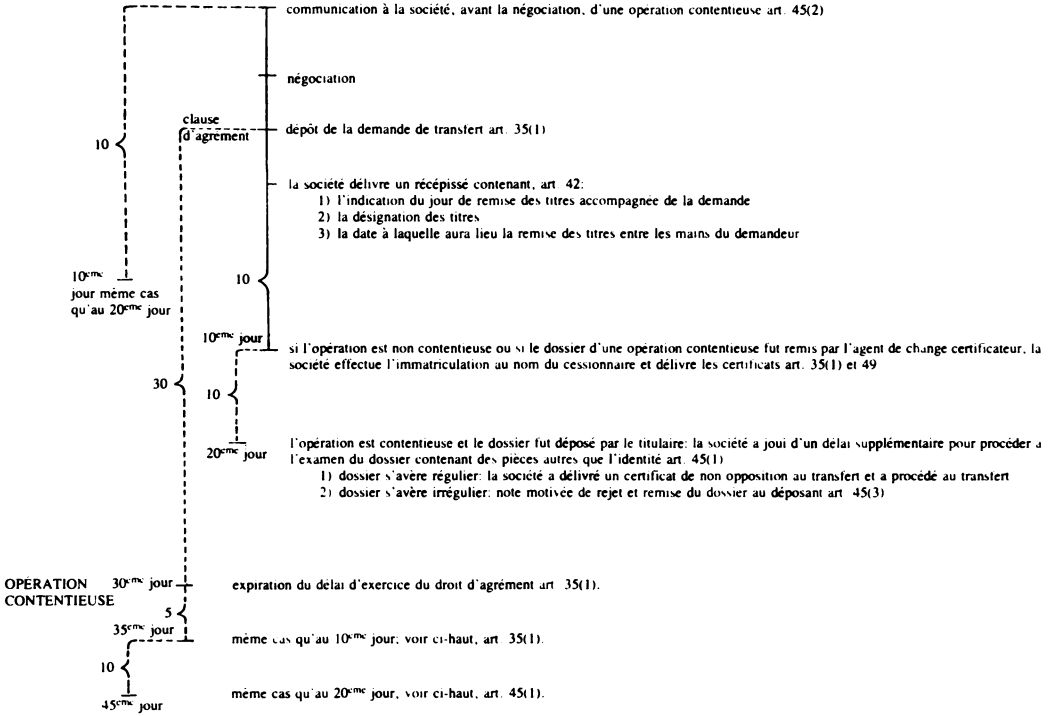 communication à la société, avant la négociation, d'une opération contentieuse art. 45(2)
négociation
clause
d'agrément
dépôt de la demande de transfert art. 35(1)
10
la société délivre un récépissé contenant, art. 42:
1) l'indication du jour de remise des titres accompagnée de la demande
2) la désignation des titres
3) la date à laquelle aura lieu la remise des titres entre les mains du demandeur
10ème
jour même cas
qu'au 20ème jour
10
10ème jour
si l'opération est non contentieuse ou si le dossier d'une opération contentieuse fut remis par l'agent de change certificateur, la
société effectue l'immatriculation au nom du cessionnaire et délivre les certificats art. 35(1) et 49
30
10
20ème jour
l'opération est contentieuse et le dossier fut déposé par le titulaire: la société a joui d'un délai supplémentaire pour procéder a
l'examen du dossier contenant des pièces autres que l'identité art. 45(1)
1) dossier s'avère régulier: la société a délivré un certificat de non opposition au transfert et a procédé au transfert
2) dossier s'avère irrégulier: note motivée de rejet et remise du dossier au déposant art 45(3)
OPÉRATION
CONTENTIEUSE
30ème jour
expiration du délai d'exercice du droit d'agrément art 35(1).
5
35ème jour
même cas qu'au 10ème jour; voir ci-haut, art. 35(1).
10
45ème jour
même cas qu'au 20ème jour, voir ci-haut, art. 45(1).